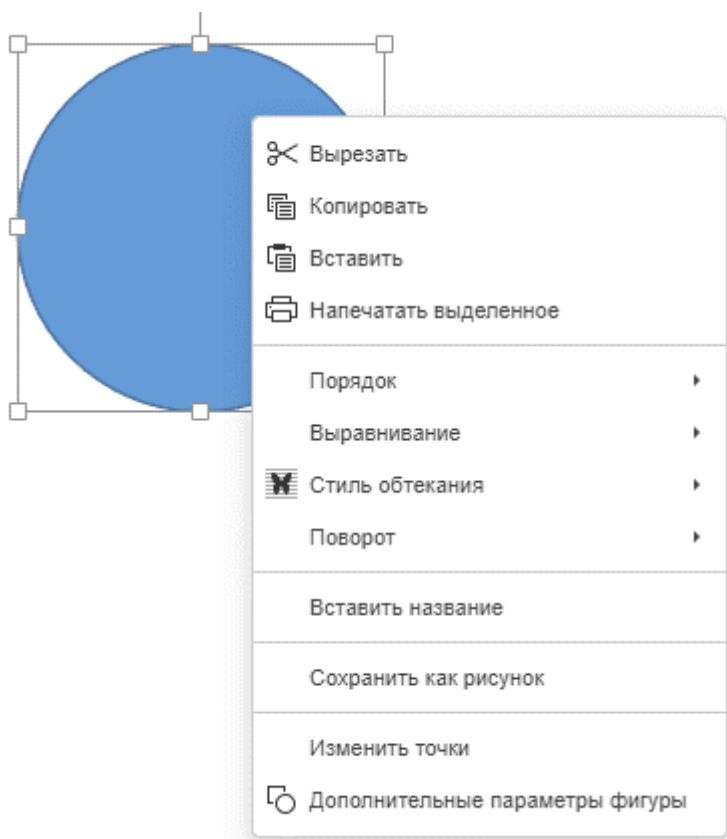 Вырезать
Копировать
Вставить
Напечатать выделенное
Порядок
Выравнивание
Стиль обтекания
Поворот
Вставить название
Сохранить как рисунок
Изменить точки
Дополнительные параметры фигуры